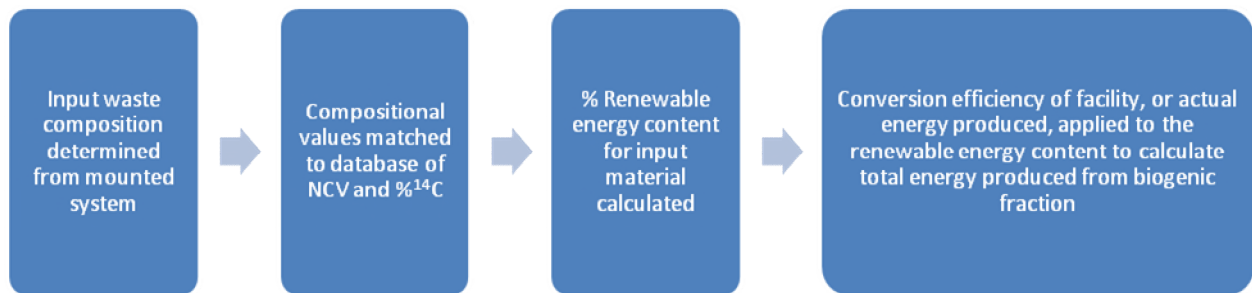 Input waste
composition
determined
from mounted
system
Compositional
values matched
to database of
NCV and %¹⁴C
% Renewable
energy content
for input
material
calculated
Conversion efficiency of facility, or actual
energy produced, applied to the
renewable energy content to calculate
total energy produced from biogenic
fraction